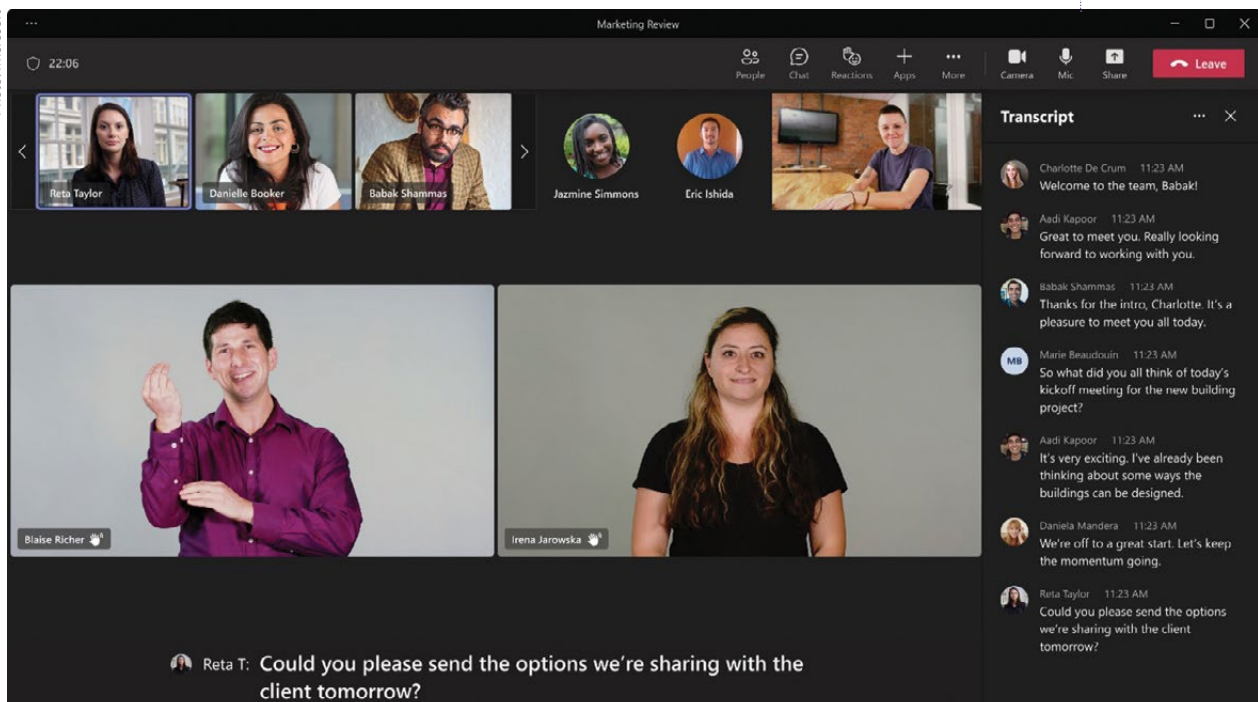 Marketing Review
22:06
People
Chat
Reactions
Apps
More
Camera
Mic
Share
Leave
Reta Taylor
Danielle Booker
Babak Shammas
Jazmine Simmons
Eric Ishida
Blaise Richer
Irena Jarowska
Reta T: Could you please send the options we're sharing with the
client tomorrow?
Transcript
Charlotte De Crum 11:23 AM
Welcome to the team, Babak!
Aadi Kapoor 11:23 AM
Great to meet you. Really looking
forward to working with you.
Babak Shammas 11:23 AM
Thanks for the intro, Charlotte. It's a
pleasure to meet you all today.
MB
Marie Beaudouin 11:23 AM
So what did you all think of today's
kickoff meeting for the new building
project?
Aadi Kapoor 11:23 AM
It's very exciting. I've already been
thinking about some ways the
buildings can be designed.
Daniela Mandera 11:23 AM
We're off to a great start. Let's keep
the momentum going.
Reta Taylor 11:23 AM
Could you please send the options
we're sharing with the client
tomorrow?